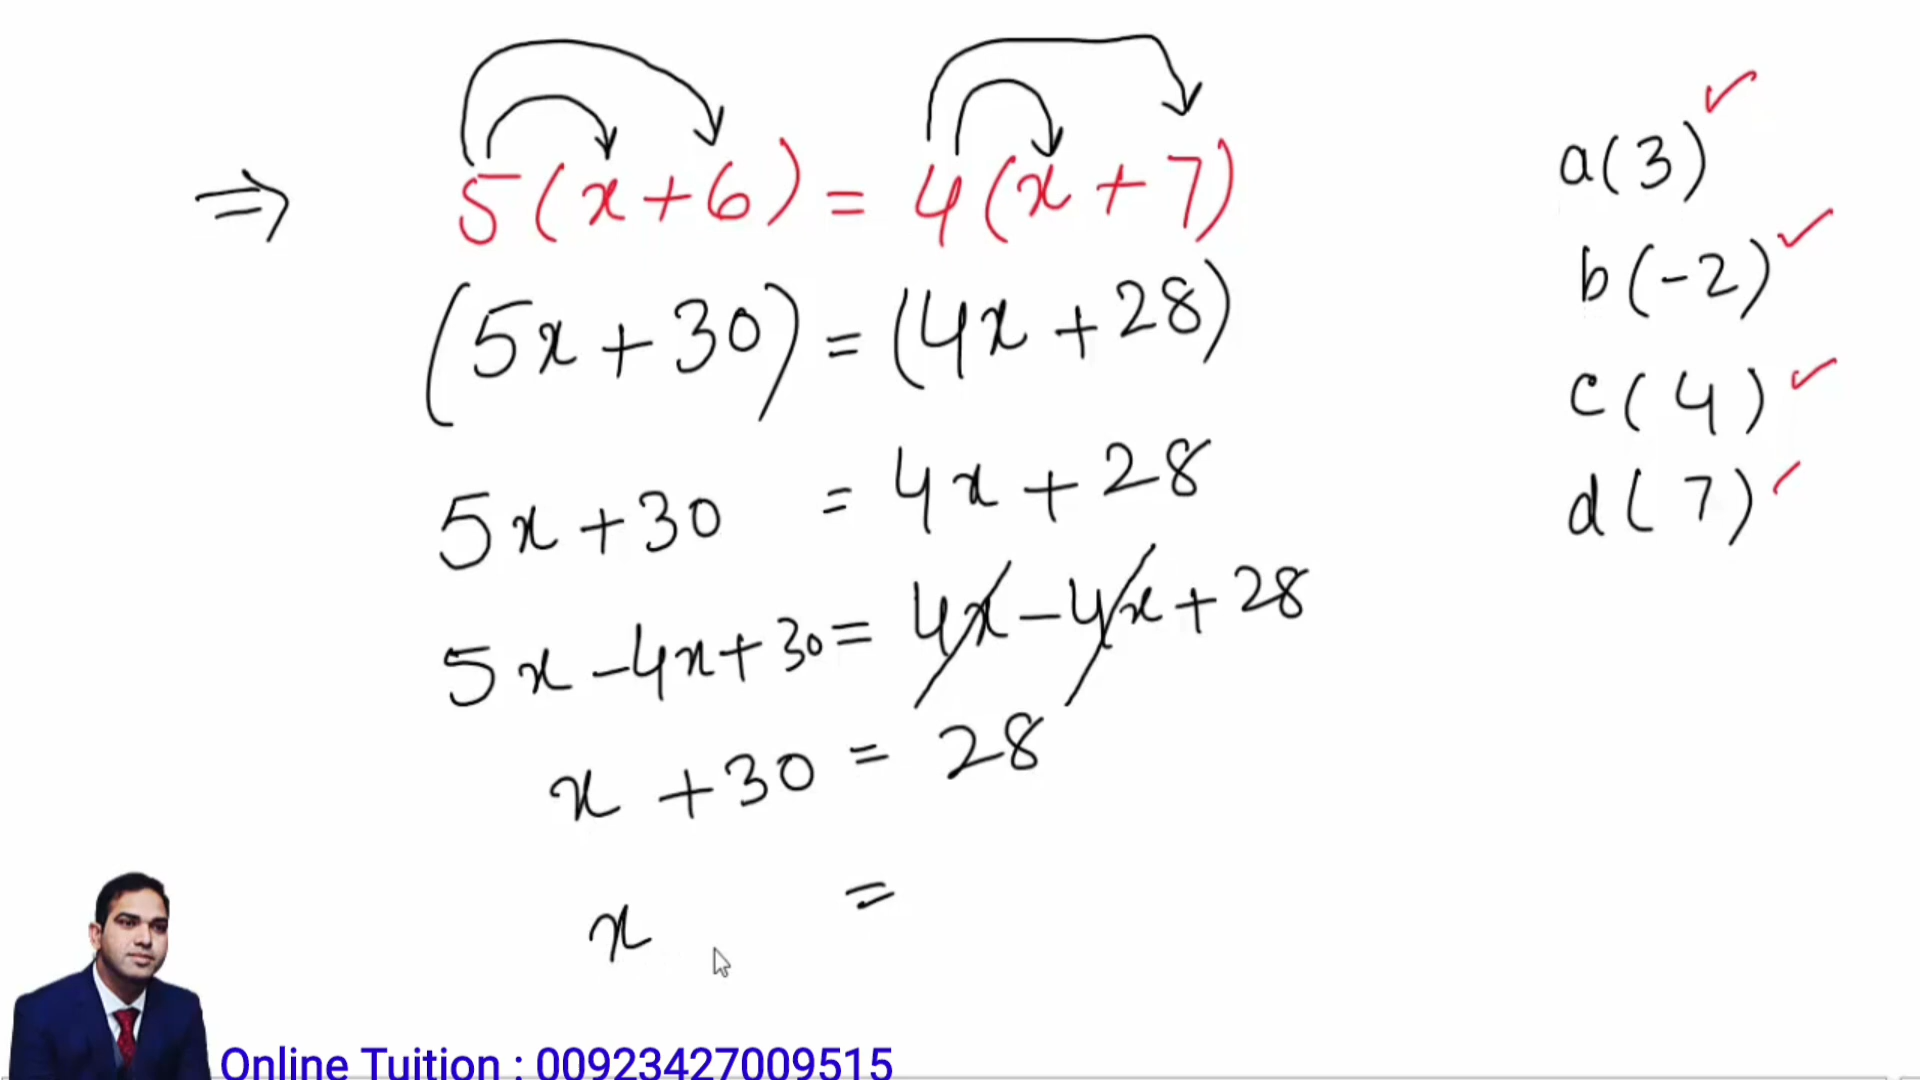 ⇒ 5(x+6) = 4(x+7)
(5x+30) = (4x+28)
5x+30 = 4x+28
5x-4x+30 = 4x-4x+28
x+30 = 28
x =
a(3) ✓
b(-2) ✓
c(4) ✓
d(7)
Online Tuition : 00923427009515